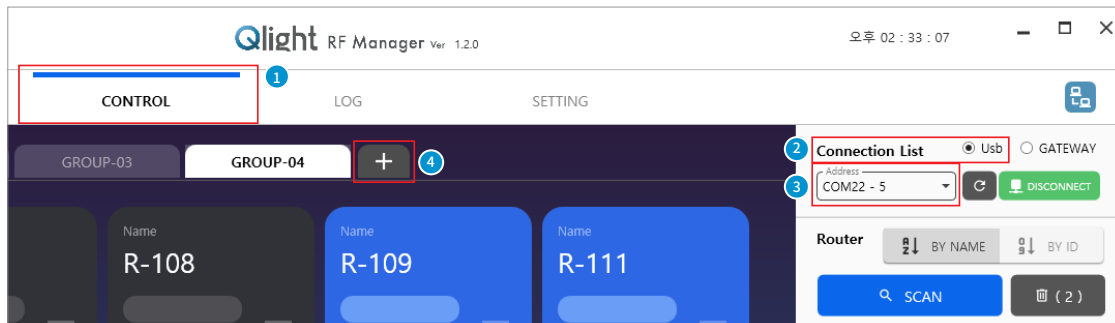 Qlight RF Manager Ver 1.2.0
오후 02 : 33 : 07
1
CONTROL
LOG
SETTING
GROUP-03
GROUP-04
+
4
2
Connection List
Usb
GATEWAY
3
Address
COM22 - 5
DISCONNECT
Router
BY NAME
BY ID
SCAN
( 2 )
Name
R-108
Name
R-109
Name
R-111